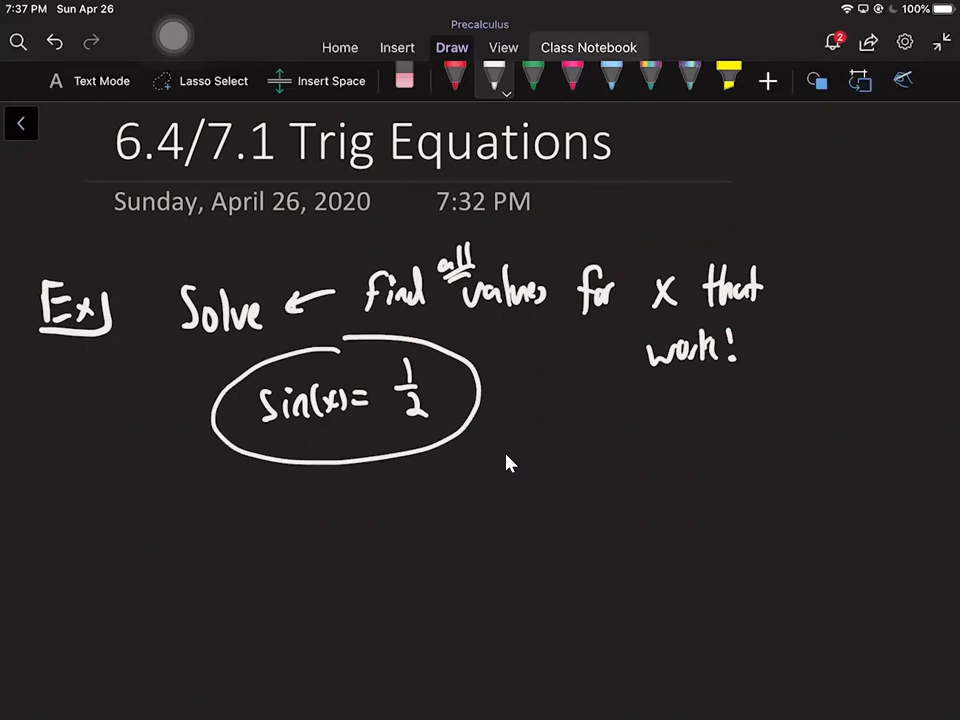 7:37 PM Sun Apr 26
100%
Precalculus
Home Insert Draw View Class Notebook
2
A Text Mode Lasso Select Insert Space
6.4/7.1 Trig Equations
Sunday, April 26, 2020 7:32 PM
Ex) Solve ← find all values for x that
work!
sin(x) = 1/2